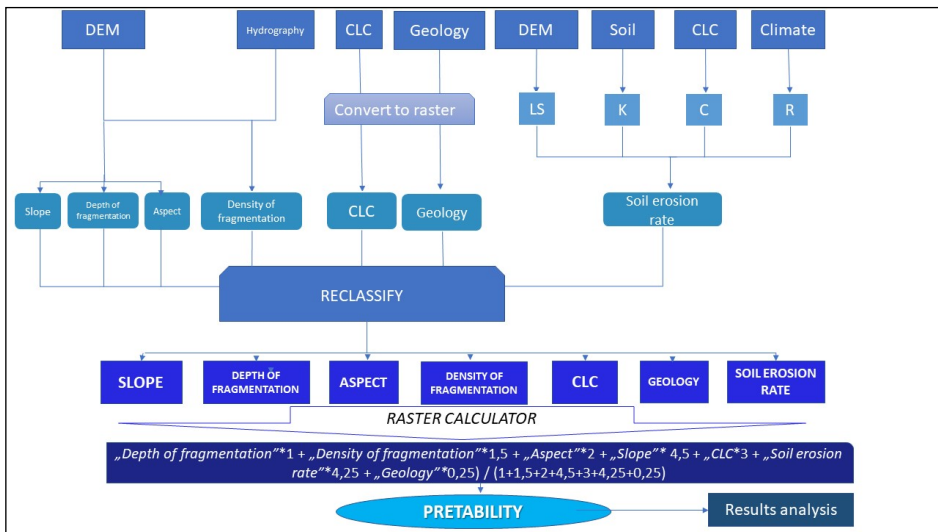 DEM Hydrography CLC Geology DEM Soil CLC Climate
Convert to raster LS K C R
Slope Depth of fragmentation Aspect Density of fragmentation CLC Geology Soil erosion rate
RECLASSIFY
SLOPE DEPTH OF FRAGMENTATION ASPECT DENSITY OF FRAGMENTATION CLC GEOLOGY SOIL EROSION RATE
RASTER CALCULATOR
„Depth of fragmentation”*1 + „Density of fragmentation”*1,5 + „Aspect”*2 + „Slope”* 4,5 + „CLC*3 + „Soil erosion
rate”*4,25 + „Geology”*0,25) / (1+1,5+2+4,5+3+4,25+0,25)
PRETABILITY Results analysis